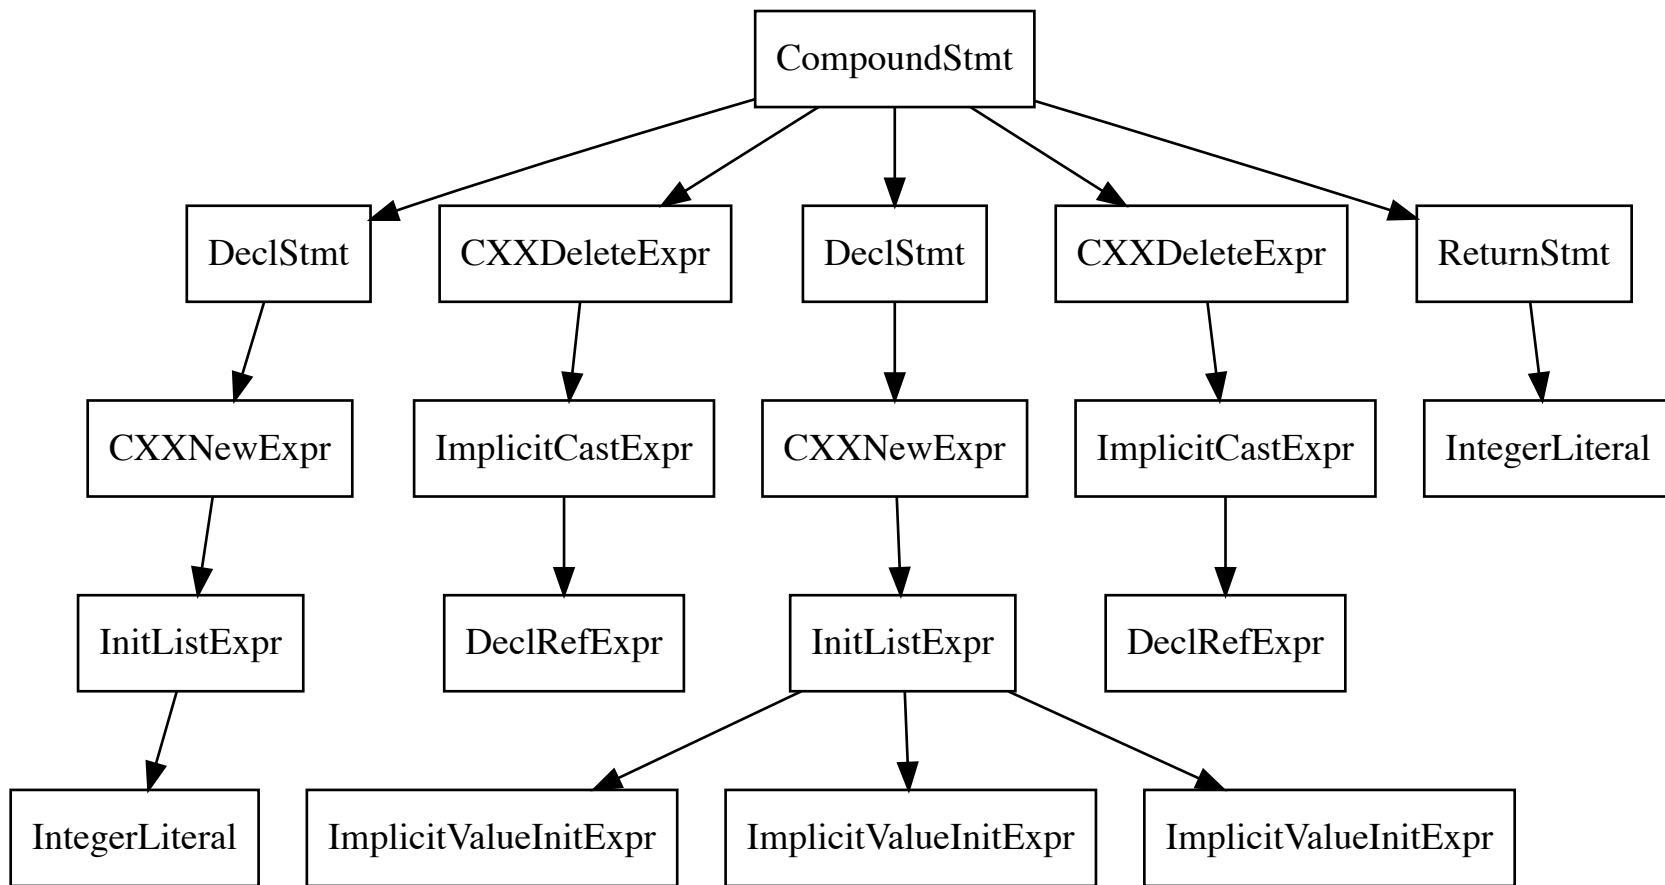 CompoundStmt
DeclStmt
CXXDeleteExpr
DeclStmt
CXXDeleteExpr
ReturnStmt
CXXNewExpr
ImplicitCastExpr
CXXNewExpr
ImplicitCastExpr
IntegerLiteral
InitListExpr
DeclRefExpr
InitListExpr
DeclRefExpr
IntegerLiteral
ImplicitValueInitExpr
ImplicitValueInitExpr
ImplicitValueInitExpr